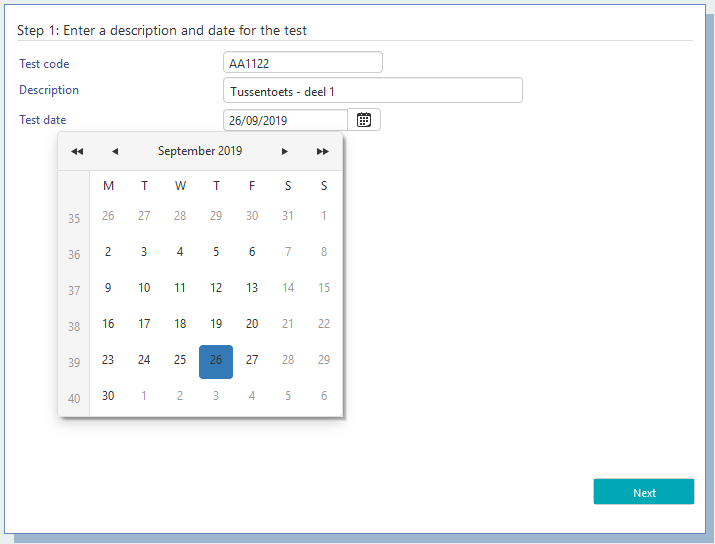 Step 1: Enter a description and date for the test
Test code AA1122
Description Tussentoets - deel 1
Test date 26/09/2019
September 2019
M T W T F S S
35 26 27 28 29 30 31 1
36 2 3 4 5 6 7 8
37 9 10 11 12 13 14 15
38 16 17 18 19 20 21 22
39 23 24 25 26 27 28 29
40 30 1 2 3 4 5 6
Next